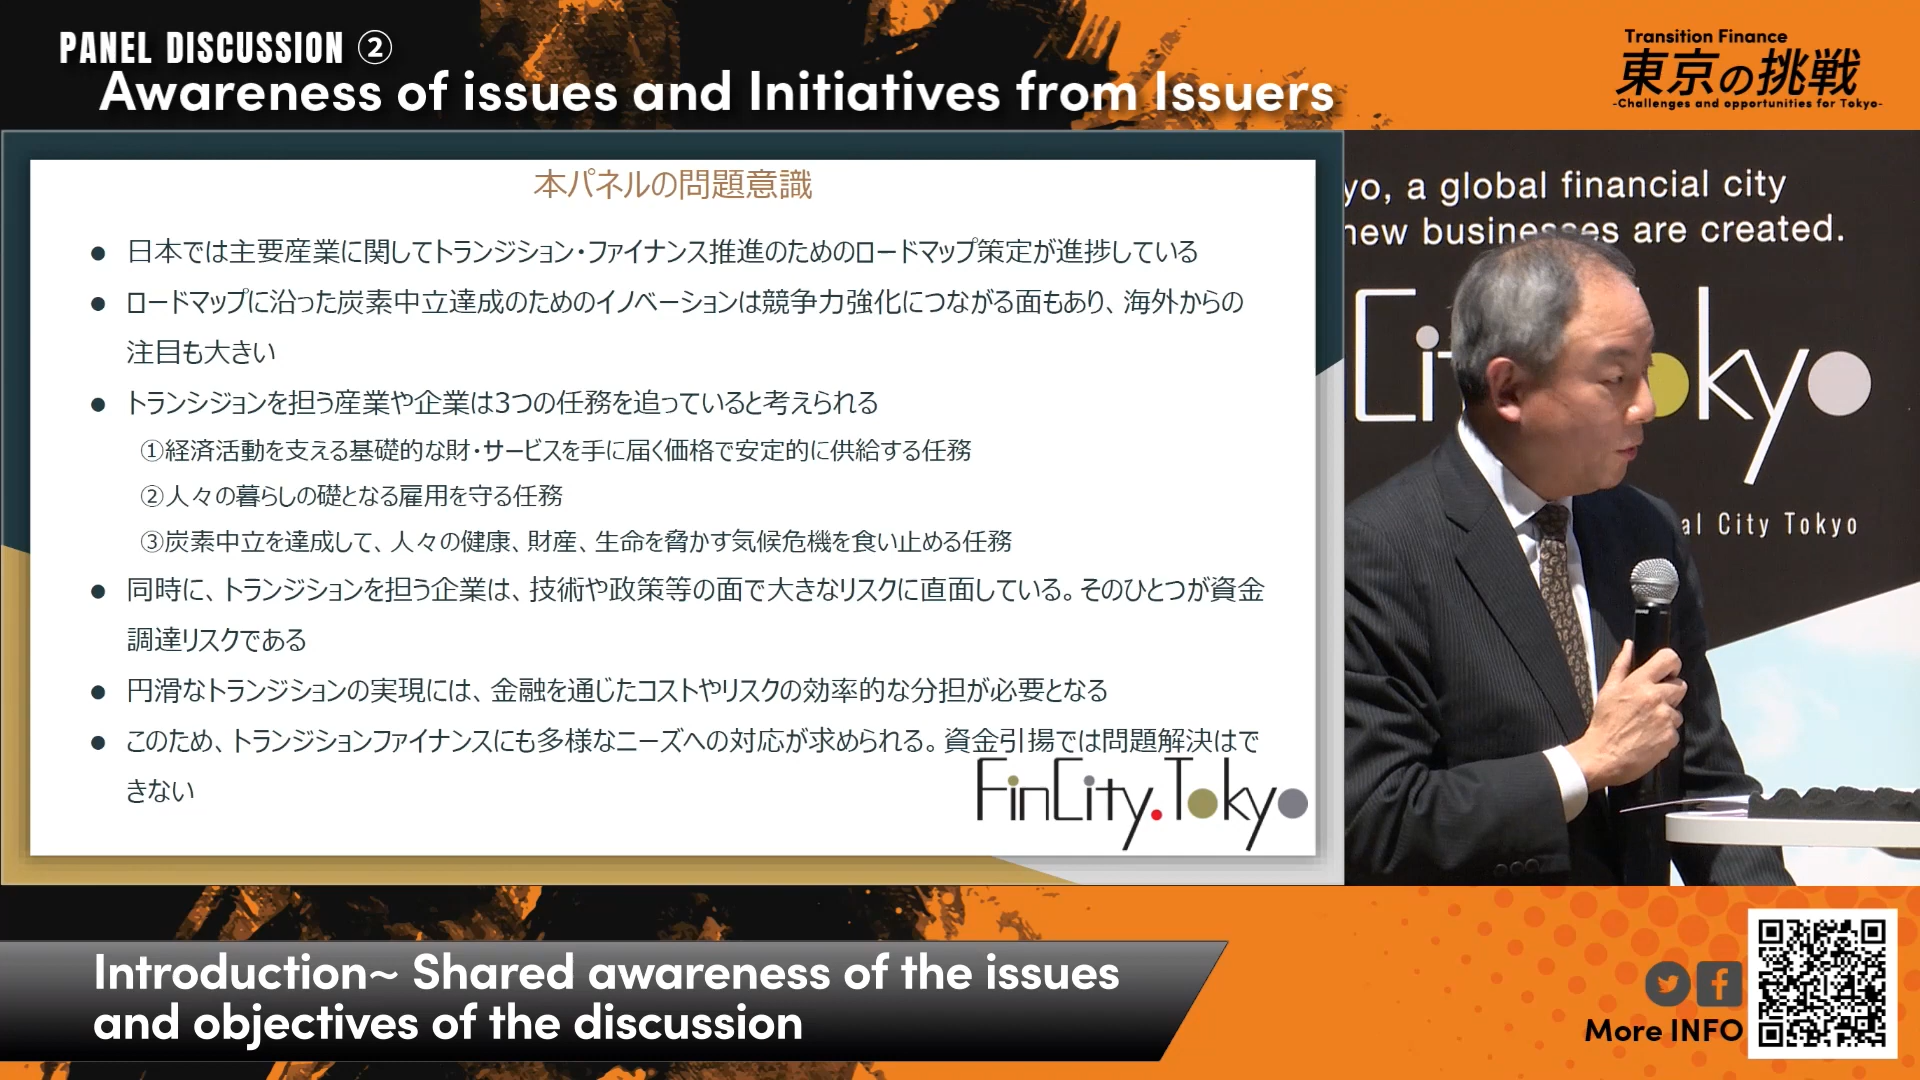 PANEL DISCUSSION ②
Awareness of issues and Initiatives from Issuers
Transition Finance
東京の挑戦
-Challenges and opportunities for Tokyo-
本パネルの問題意識
● 日本では主要産業に関してトランジション・ファイナンス推進のためのロードマップ策定が進捗している
● ロードマップに沿った炭素中立達成のためのイノベーションは競争力強化につながる面もあり、海外からの
注目も大きい
● トランシジョンを担う産業や企業は3つの任務を追っていると考えられる
①経済活動を支える基礎的な財・サービスを手に届く価格で安定的に供給する任務
②人々の暮らしの礎となる雇用を守る任務
③炭素中立を達成して、人々の健康、財産、生命を脅かす気候危機を食い止める任務
● 同時に、トランジションを担う企業は、技術や政策等の面で大きなリスクに直面している。そのひとつが資金
調達リスクである
● 円滑なトランジションの実現には、金融を通じたコストやリスクの効率的な分担が必要となる
● このため、トランジションファイナンスにも多様なニーズへの対応が求められる。資金引揚では問題解決はで
きない
FinCity.Tokyo
yo, a global financial city
new businesses are created.
Cit
okyo
al City Tokyo
Introduction~ Shared awareness of the issues
and objectives of the discussion
More INFO